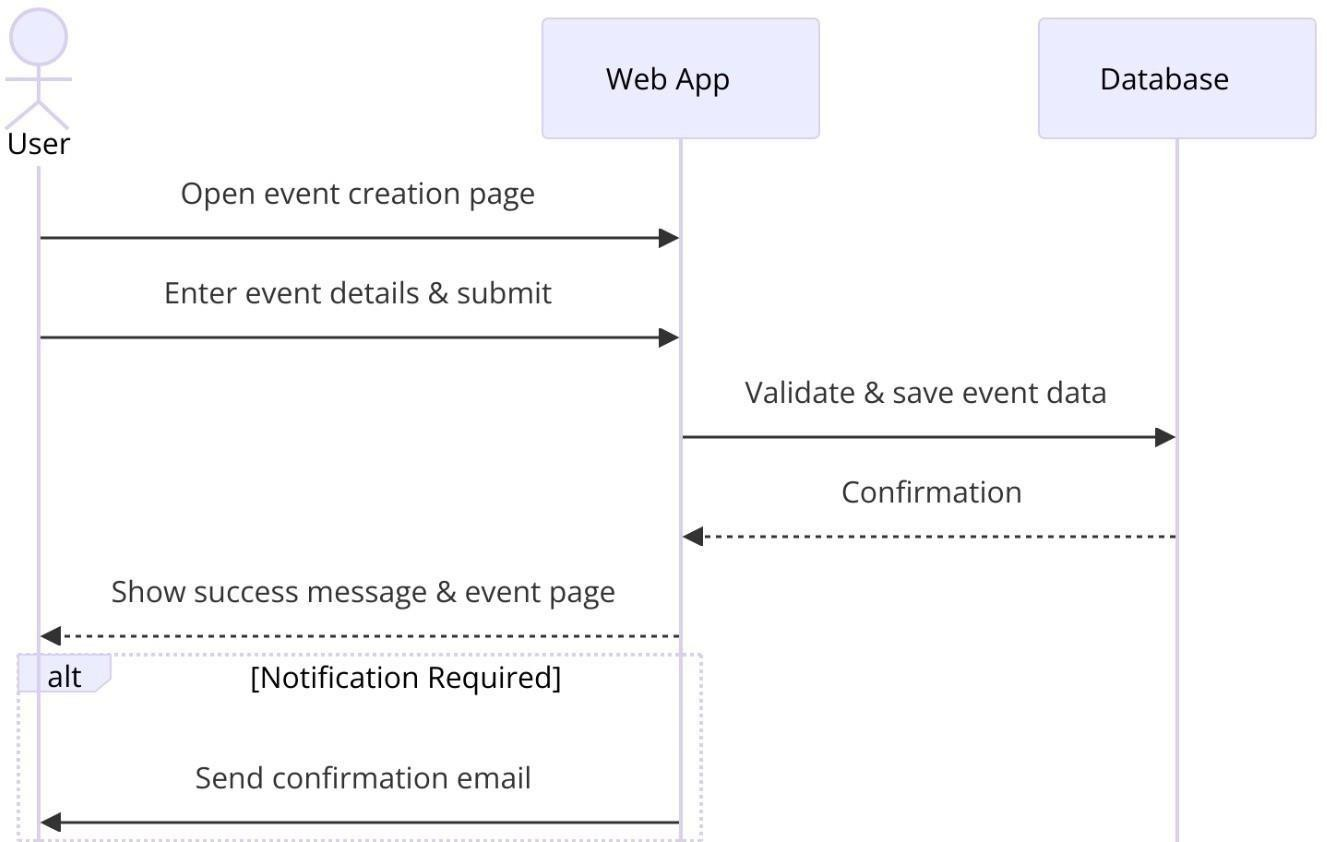 User
Web App
Database
Open event creation page
Enter event details & submit
Validate & save event data
Confirmation
Show success message & event page
alt
[Notification Required]
Send confirmation email